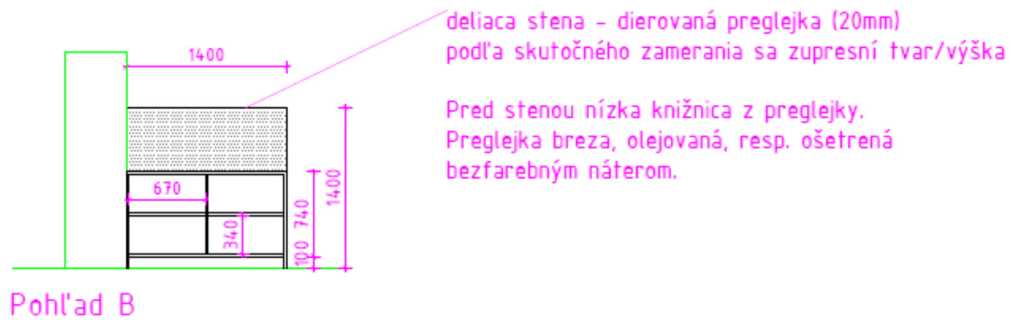 deliaca stena - dierovaná preglejka (20mm)
podľa skutočného zamerania sa zupresní tvar/výška
Pred stenou nízka knižnica z preglejky.
Preglejka breza, olejovaná, resp. ošetrená
bezfarebným náterom.
1400
670
340
100 740
1400
Pohľad B